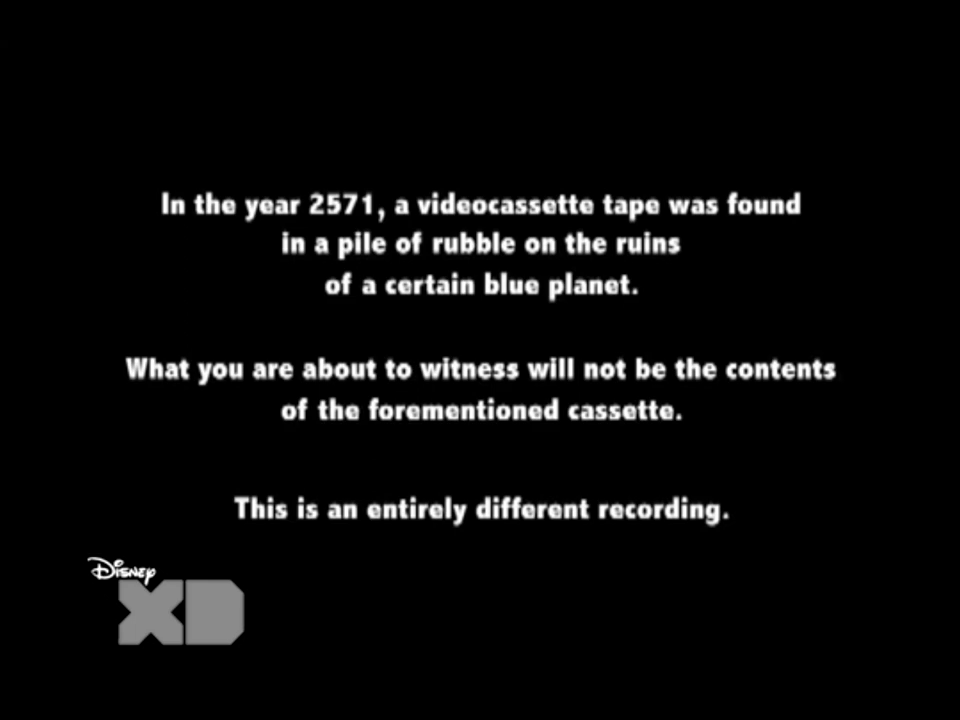 In the year 2571, a videocassette tape was found
in a pile of rubble on the ruins
of a certain blue planet.
What you are about to witness will not be the contents
of the forementioned cassette.
This is an entirely different recording.
Disney
XD